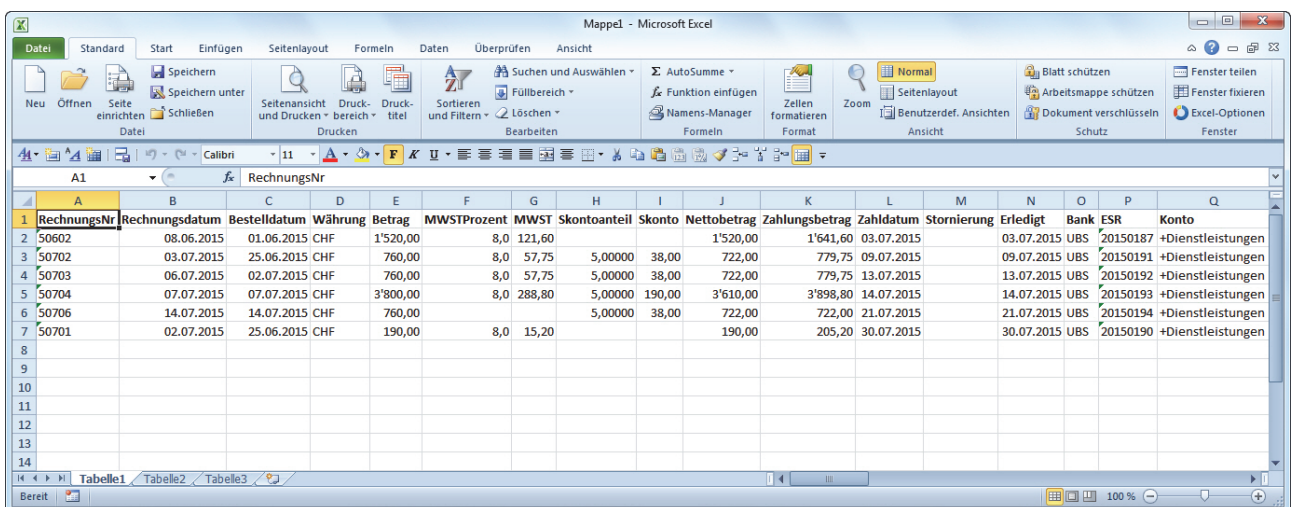 Mappe1 - Microsoft Excel
Datei Standard Start Einfügen Seitenlayout Formeln Daten Überprüfen Ansicht
Neu Öffnen Seite einrichten Speichern Speichern unter Schließen
Datei
Seitenansicht und Drucken Druck- bereich Druck- titel
Drucken
Sortieren und Filtern Suchen und Auswählen Füllbereich Löschen
Bearbeiten
Σ AutoSumme fx Funktion einfügen Namens-Manager
Formeln
Zellen formatieren
Format
Zoom Normal Seitenlayout Benutzerdef. Ansichten
Ansicht
Blatt schützen Arbeitsmappe schützen Dokument verschlüsseln
Schutz
Fenster teilen Fenster fixieren Excel-Optionen
Fenster
Calibri 11 A F K U
A1 fx RechnungsNr
A B C D E F G H I J K L M N O P Q
1 RechnungsNr Rechnungsdatum Bestelldatum Währung Betrag MWSTProzent MWST Skontoanteil Skonto Nettobetrag Zahlungsbetrag Zahldatum Stornierung Erledigt Bank ESR Konto
2 50602 08.06.2015 01.06.2015 CHF 1'520,00 8,0 121,60 1'520,00 1'641,60 03.07.2015 03.07.2015 UBS 20150187 +Dienstleistungen
3 50702 03.07.2015 25.06.2015 CHF 760,00 8,0 57,75 5,00000 38,00 722,00 779,75 09.07.2015 09.07.2015 UBS 20150191 +Dienstleistungen
4 50703 06.07.2015 02.07.2015 CHF 760,00 8,0 57,75 5,00000 38,00 722,00 779,75 13.07.2015 13.07.2015 UBS 20150192 +Dienstleistungen
5 50704 07.07.2015 07.07.2015 CHF 3'800,00 8,0 288,80 5,00000 190,00 3'610,00 3'898,80 14.07.2015 14.07.2015 UBS 20150193 +Dienstleistungen
6 50706 14.07.2015 14.07.2015 CHF 760,00 5,00000 38,00 722,00 722,00 21.07.2015 21.07.2015 UBS 20150194 +Dienstleistungen
7 50701 02.07.2015 25.06.2015 CHF 190,00 8,0 15,20 190,00 205,20 30.07.2015 30.07.2015 UBS 20150190 +Dienstleistungen
8
9
10
11
12
13
14
Tabelle1 Tabelle2 Tabelle3
Bereit 100 %